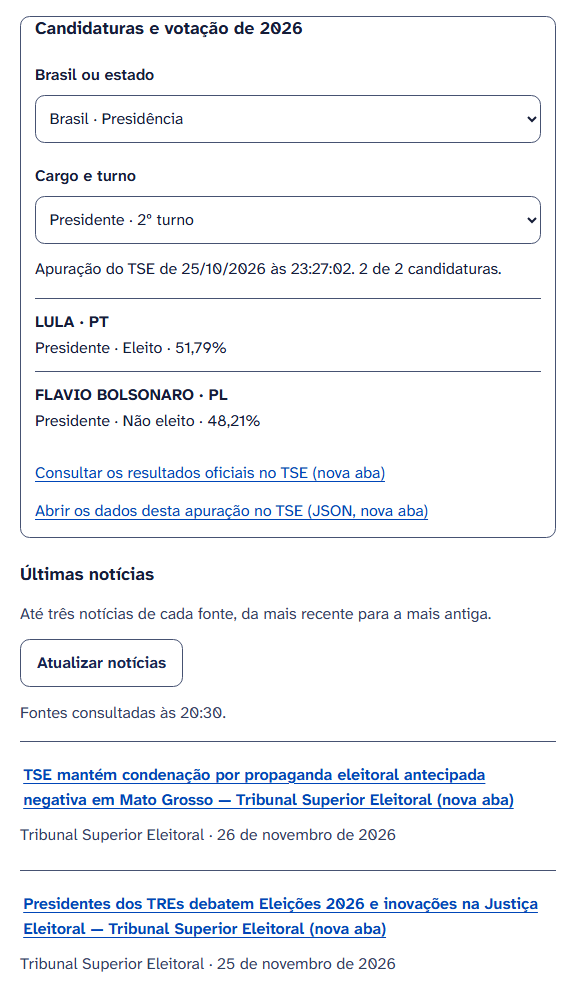 Candidaturas e votação de 2026
Brasil ou estado
Brasil · Presidência
Cargo e turno
Presidente · 2º turno
Apuração do TSE de 25/10/2026 às 23:27:02. 2 de 2 candidaturas.
LULA · PT
Presidente · Eleito · 51,79%
FLAVIO BOLSONARO · PL
Presidente · Não eleito · 48,21%
Consultar os resultados oficiais no TSE (nova aba)
Abrir os dados desta apuração no TSE (JSON, nova aba)
Últimas notícias
Até três notícias de cada fonte, da mais recente para a mais antiga.
Atualizar notícias
Fontes consultadas às 20:30.
TSE mantém condenação por propaganda eleitoral antecipada
negativa em Mato Grosso — Tribunal Superior Eleitoral (nova aba)
Tribunal Superior Eleitoral · 26 de novembro de 2026
Presidentes dos TREs debatem Eleições 2026 e inovações na Justiça
Eleitoral — Tribunal Superior Eleitoral (nova aba)
Tribunal Superior Eleitoral · 25 de novembro de 2026